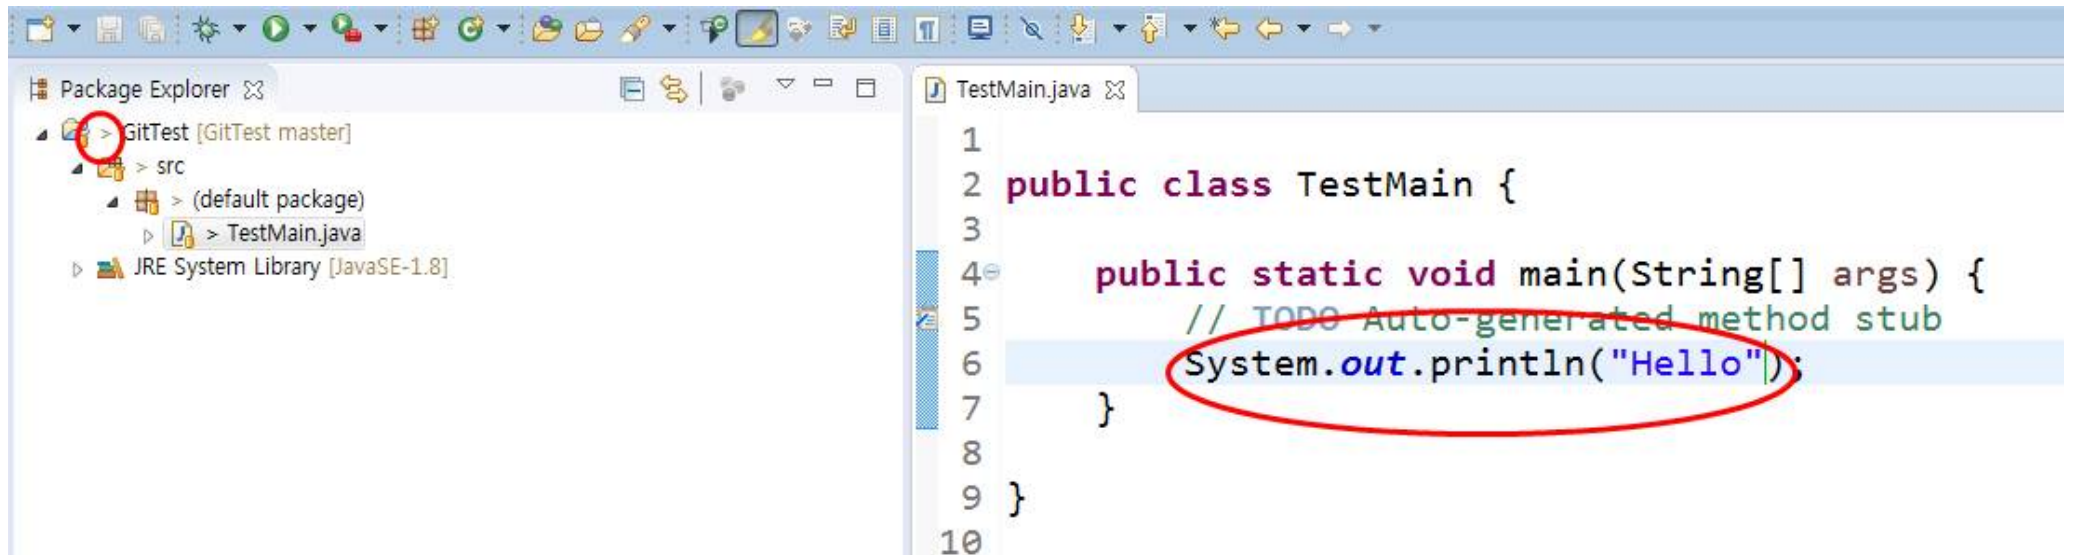 Package Explorer
> GitTest [GitTest master]
> src
> (default package)
> TestMain.java
JRE System Library [JavaSE-1.8]
TestMain.java
1
2 public class TestMain {
3
4 public static void main(String[] args) {
5 // TODO Auto-generated method stub
6 System.out.println("Hello");
7 }
8
9 }
10